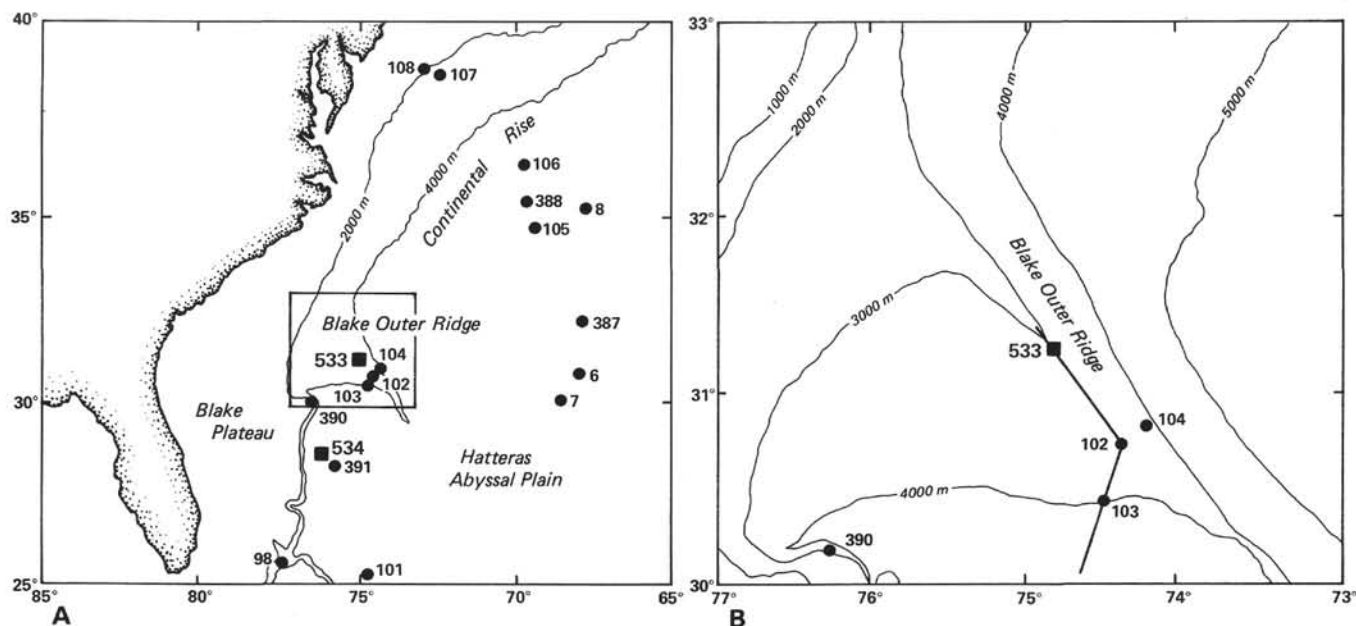 40°
35°
30°
25°
85°
80°
75°
70°
65°
A
108
107
2000 m
4000 m
Continental
Rise
106
388
8
105
387
6
7
Blake Outer Ridge
533
104
102
103
390
Blake
Plateau
534
391
Hatteras
Abyssal Plain
98
101
33°
32°
31°
30°
77°
76°
75°
74°
73°
B
1000 m
2000 m
3000 m
4000 m
5000 m
Blake Outer Ridge
533
102
104
103
4000 m
390